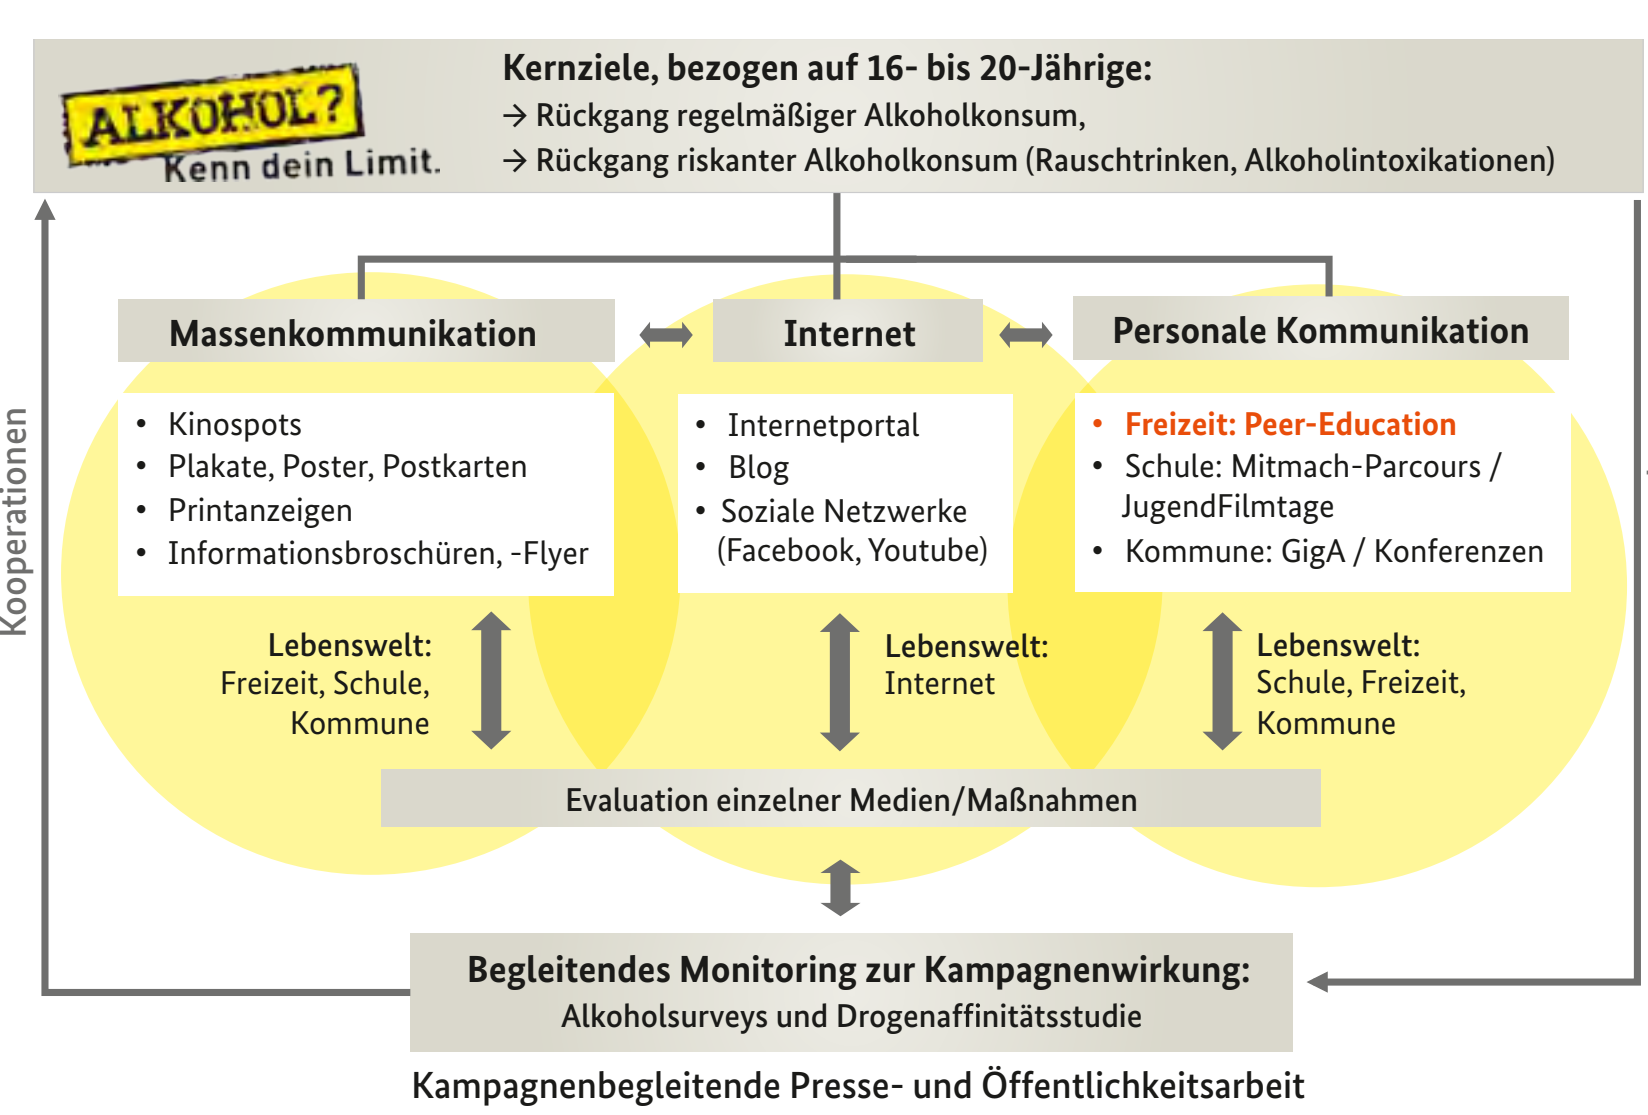 ALKOHOL?
Kenn dein Limit.
Kernziele, bezogen auf 16- bis 20-Jährige:
→ Rückgang regelmäßiger Alkoholkonsum,
→ Rückgang riskanter Alkoholkonsum (Rauschtrinken, Alkoholintoxikationen)
Kooperationen
Massenkommunikation
• Kinospots
• Plakate, Poster, Postkarten
• Printanzeigen
• Informationsbroschüren, -Flyer
Lebenswelt:
Freizeit, Schule,
Kommune
Internet
• Internetportal
• Blog
• Soziale Netzwerke
(Facebook, Youtube)
Lebenswelt:
Internet
Personale Kommunikation
• Freizeit: Peer-Education
• Schule: Mitmach-Parcours /
JugendFilmtage
• Kommune: GigA / Konferenzen
Lebenswelt:
Schule, Freizeit,
Kommune
Evaluation einzelner Medien/Maßnahmen
Begleitendes Monitoring zur Kampagnenwirkung:
Alkoholsurveys und Drogenaffinitätsstudie
Kampagnenbegleitende Presse- und Öffentlichkeitsarbeit